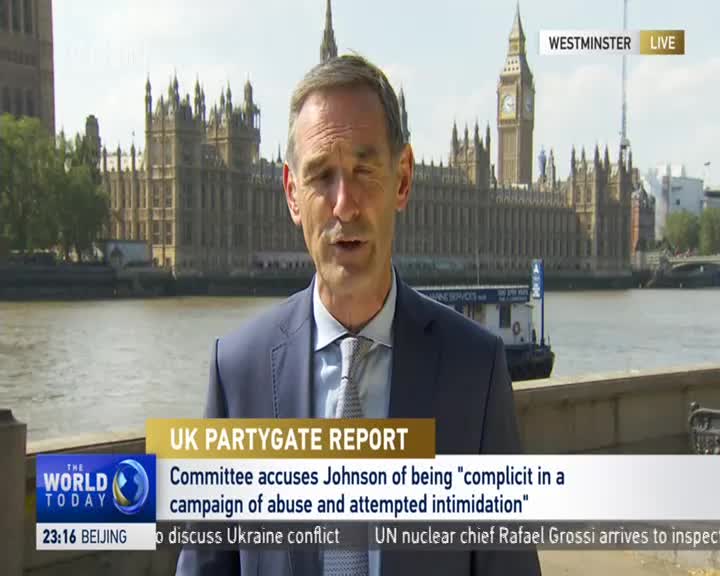 WESTMINSTER LIVE
UK PARTYGATE REPORT
Committee accuses Johnson of being "complicit in a
campaign of abuse and attempted intimidation"
THE
WORLD
TODAY
23:16 BEIJING
o discuss Ukraine conflict UN nuclear chief Rafael Grossi arrives to inspect